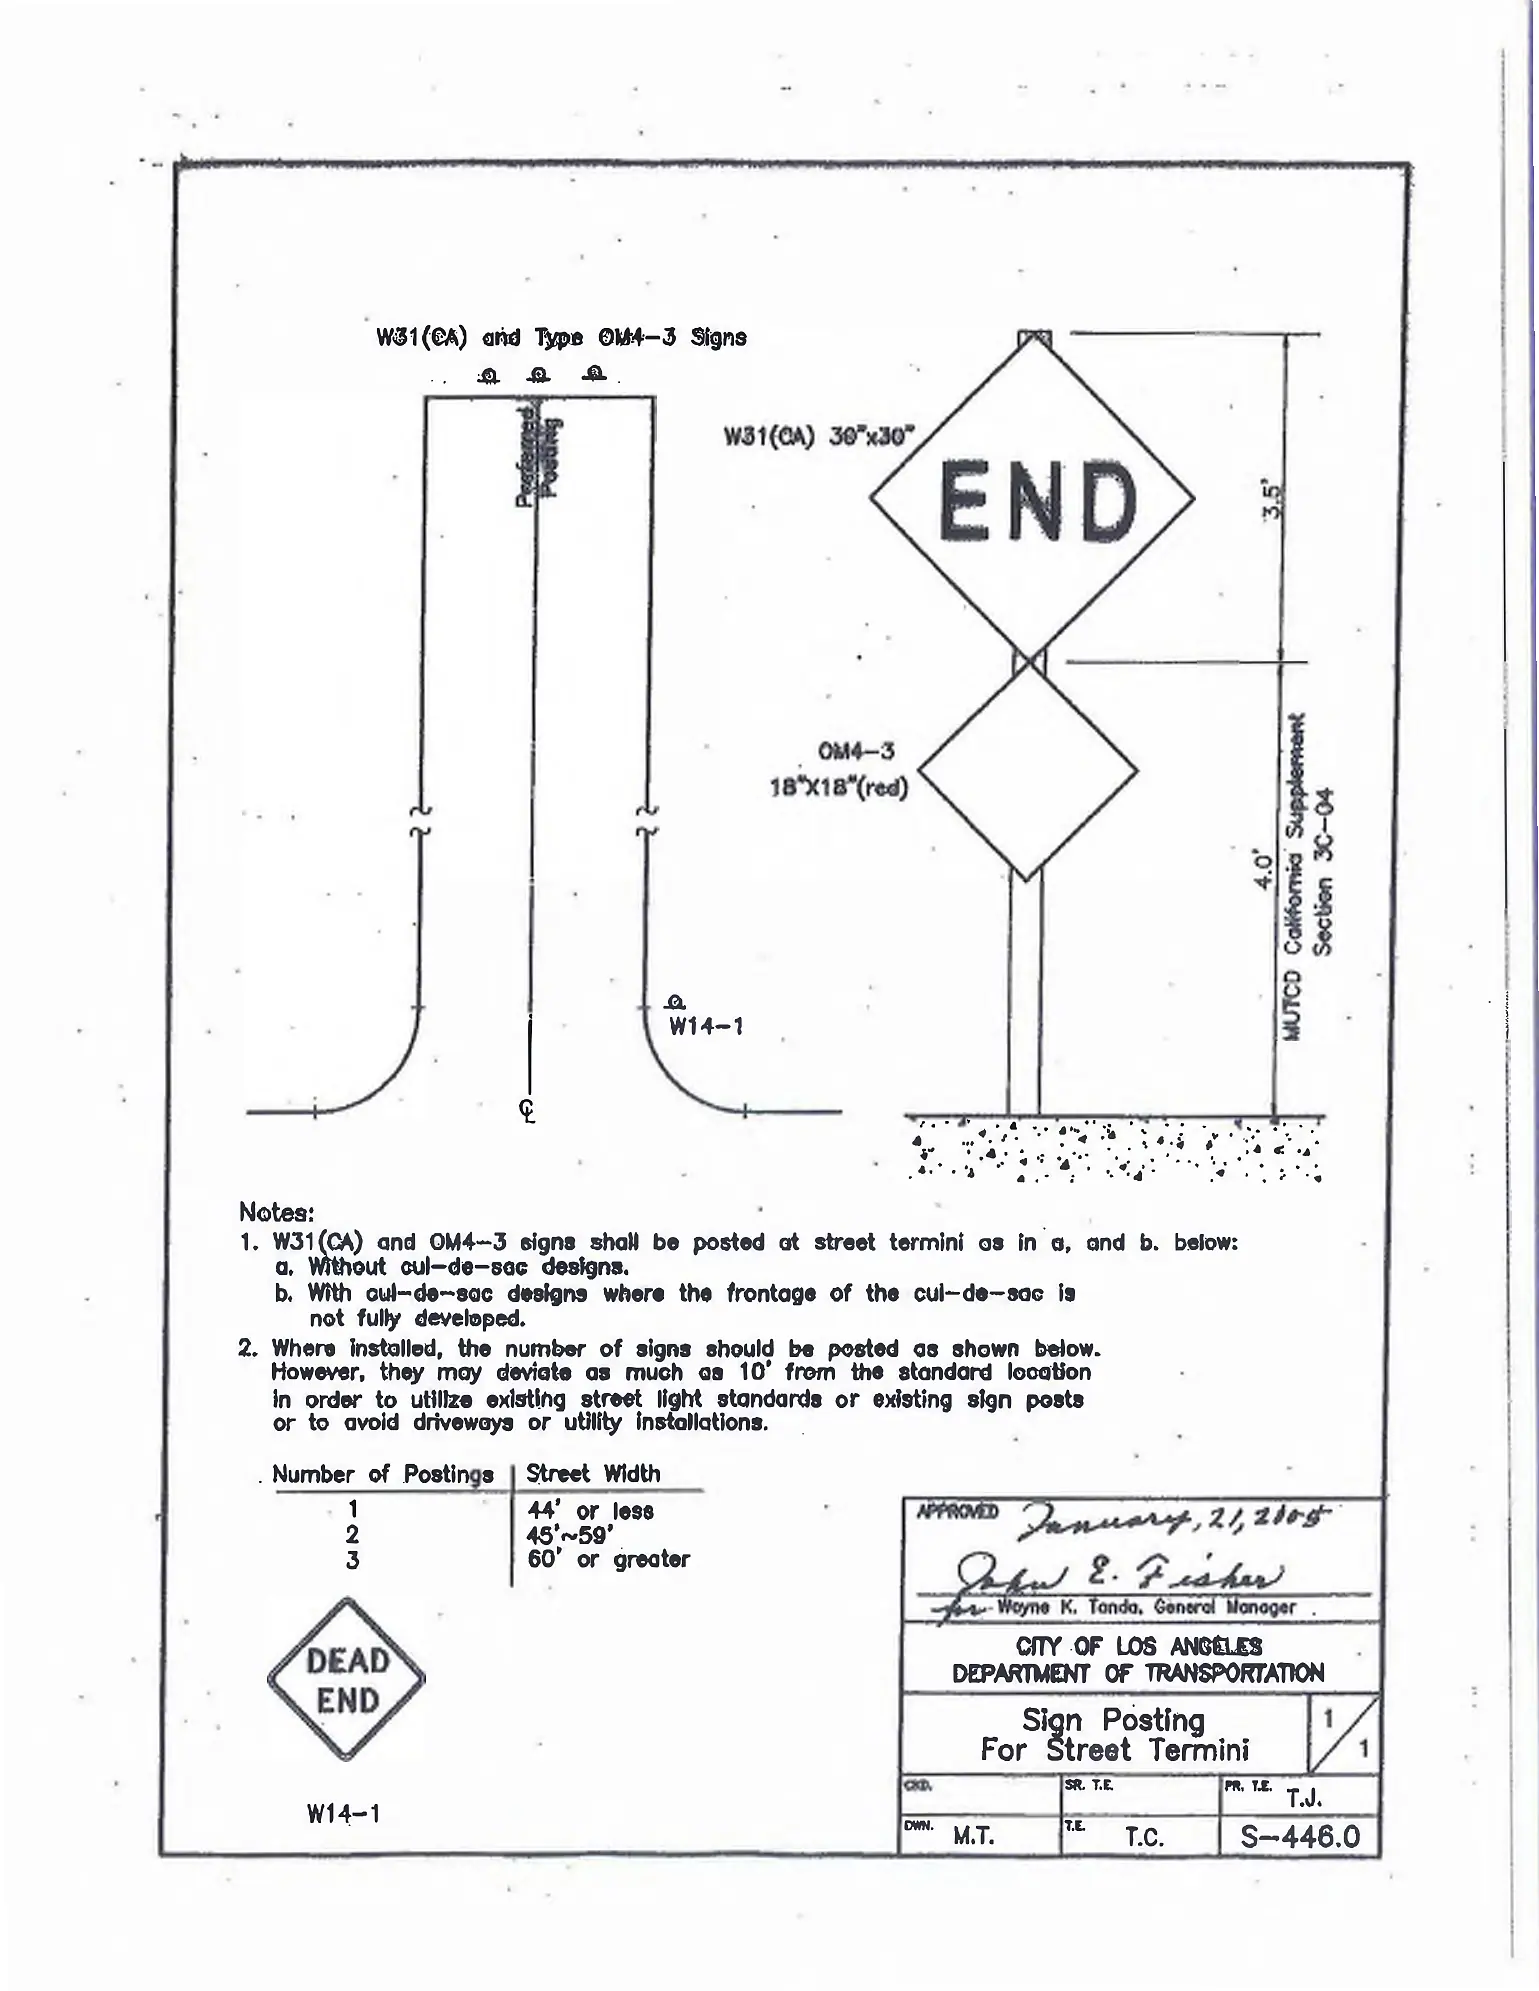 W31(CA) and Type OM4-3 Signs
Preferred
Posting
W14-1
℄
W31(CA) 30"x30"
END
3.5'
OM4-3
18"X18"(red)
4.0'
MUTCD California Supplement
Section 3C-04
Notes:
1. W31(CA) and OM4-3 signs shall be posted at street termini as in a, and b. below:
a. Without cul-de-sac designs.
b. With cul-de-sac designs where the frontage of the cul-de-sac is
not fully developed.
2. Where installed, the number of signs should be posted as shown below.
However, they may deviate as much as 10' from the standard location
in order to utilize existing street light standards or existing sign posts
or to avoid driveways or utility installations.
Number of Postings Street Width
1 44' or less
2 45'~59'
3 60' or greater
DEAD
END
W14-1
APPROVED January, 21, 2005
John E. Fisher
for Wayne K. Tanda, General Manager
CITY OF LOS ANGELES
DEPARTMENT OF TRANSPORTATION
Sign Posting
For Street Termini
1/1
CKD. SR. T.E. PR. T.E. T.J.
DWN. M.T. T.E. T.C. S-446.0